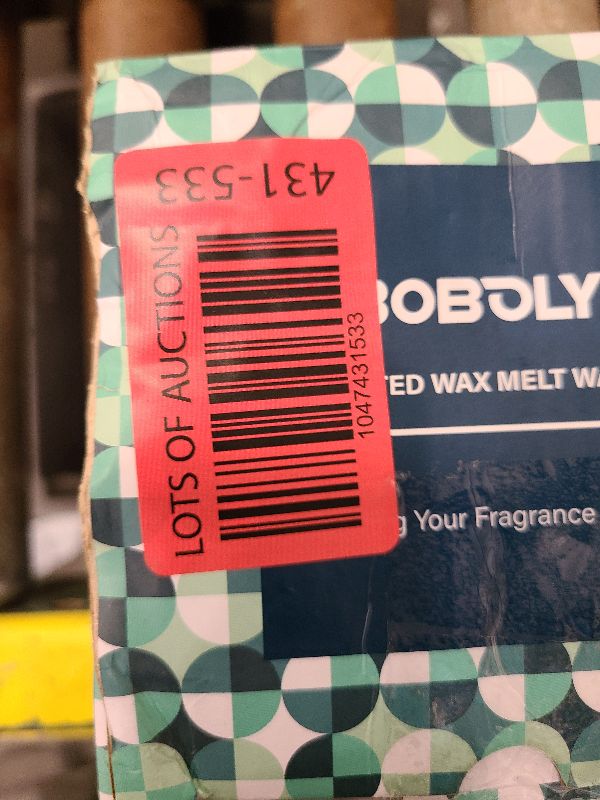 431-533
LOTS OF AUCTIONS
1047431533
BOBOLY
TED WAX MELT
Your Fragrance